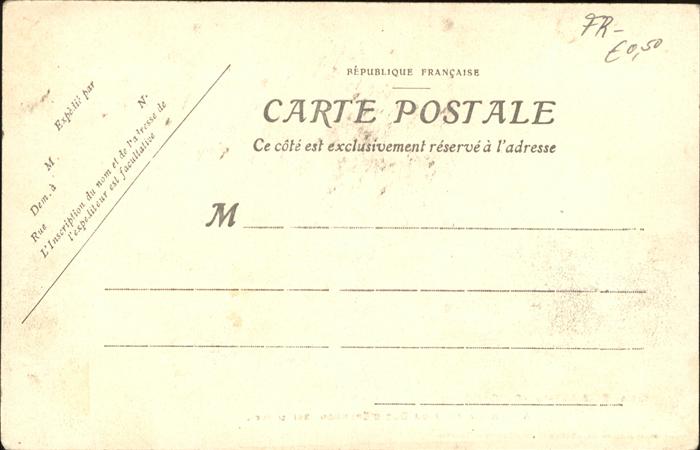 FR-
€0,50
RÉPUBLIQUE FRANÇAISE
CARTE POSTALE
Ce côté est exclusivement réservé à l'adresse
Expédié par
M
Dem. à
Rue N.
L'Inscription du nom et de l'adresse de
l'expéditeur est facultative
M